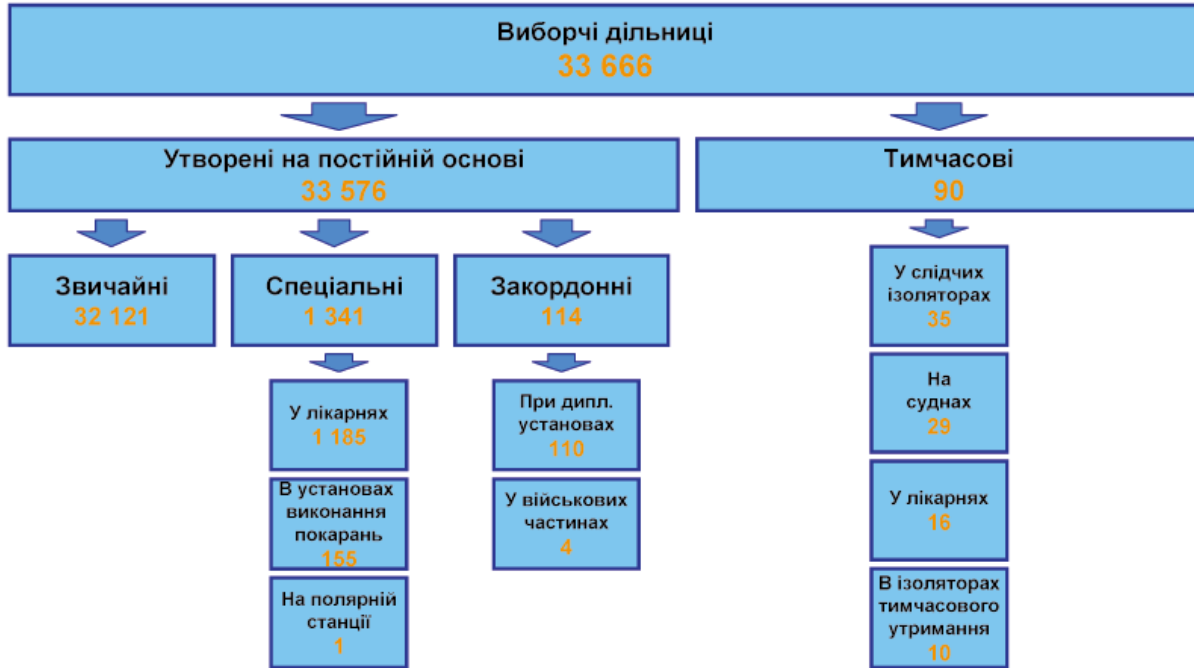 Виборчі дільниці
33 666
Утворені на постійній основі
33 576
Тимчасові
90
Звичайні
32 121
Спеціальні
1 341
Закордонні
114
У слідчих
ізоляторах
35
У лікарнях
1 185
При дипл.
установах
110
На
суднах
29
В установах
виконання
покарань
155
У військових
частинах
4
У лікарнях
16
На полярній
станції
1
В ізоляторах
тимчасового
утримання
10